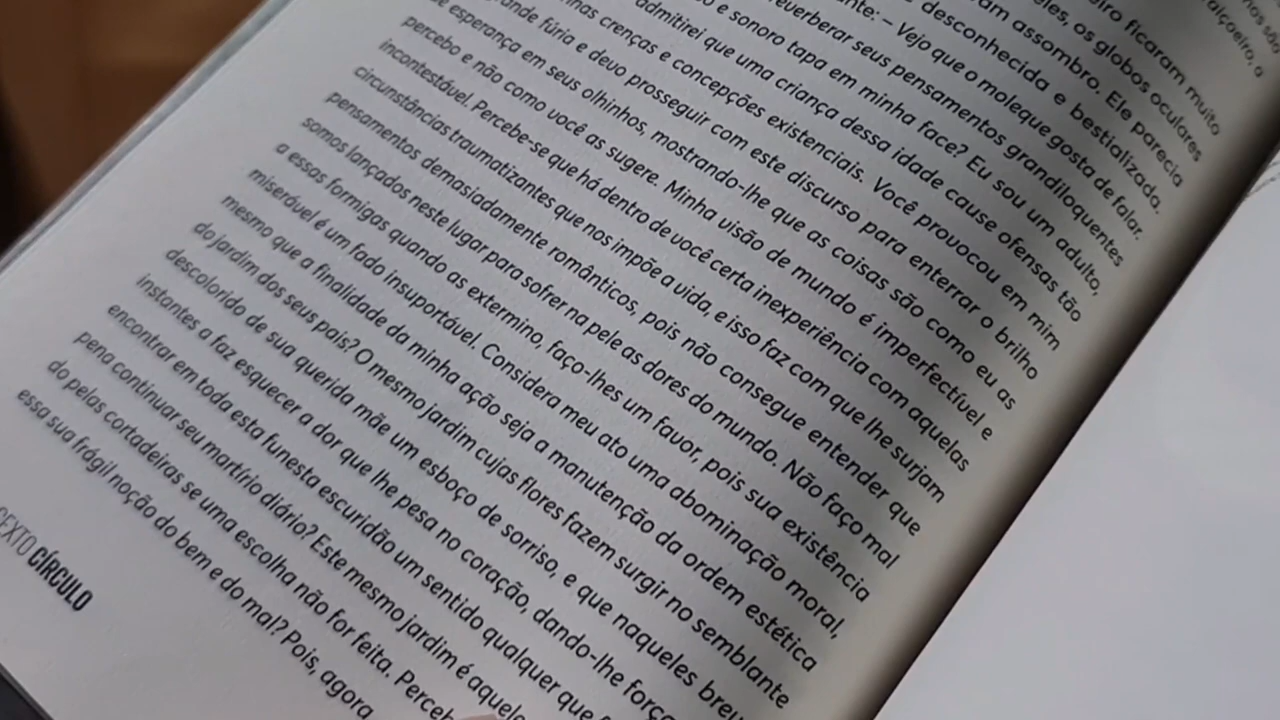 nos são
alçoeiro, a
ficaram muito
eles, os globos oculares
assombro. Ele parecia
desconhecida e bestializada.
– Vejo que o moleque gosta de falar.
reverberar seus pensamentos grandiloquentes
e sonoro tapa em minha face? Eu sou um adulto,
admitirei que uma criança dessa idade cause ofensas tão
crenças e concepções existenciais. Você provocou em mim
fúria e devo prosseguir com este discurso para enterrar o brilho
de esperança em seus olhinhos, mostrando-lhe que as coisas são como eu as
percebo e não como você as sugere. Minha visão de mundo é imperfectível e
incontestável. Percebe-se que há dentro de você certa inexperiência com aquelas
circunstâncias traumatizantes que nos impõe a vida, e isso faz com que lhe surjam
pensamentos demasiadamente românticos, pois não consegue entender que
somos lançados neste lugar para sofrer na pele as dores do mundo. Não faço mal
a essas formigas quando as extermino, faço-lhes um favor, pois sua existência
miserável é um fado insuportável. Considera meu ato uma abominação moral,
mesmo que a finalidade da minha ação seja a manutenção da ordem estética
do jardim dos seus pais? O mesmo jardim cujas flores fazem surgir no semblante
descolorido de sua querida mãe um esboço de sorriso, e que naqueles brev
instantes a faz esquecer a dor que lhe pesa no coração, dando-lhe força
encontrar em toda esta funesta escuridão um sentido qualquer que
pena continuar seu martírio diário? Este mesmo jardim é aquele
do pelas cortadeiras se uma escolha não for feita. Perceb
essa sua frágil noção do bem e do mal? Pois, agora
SEXTO CÍRCULO